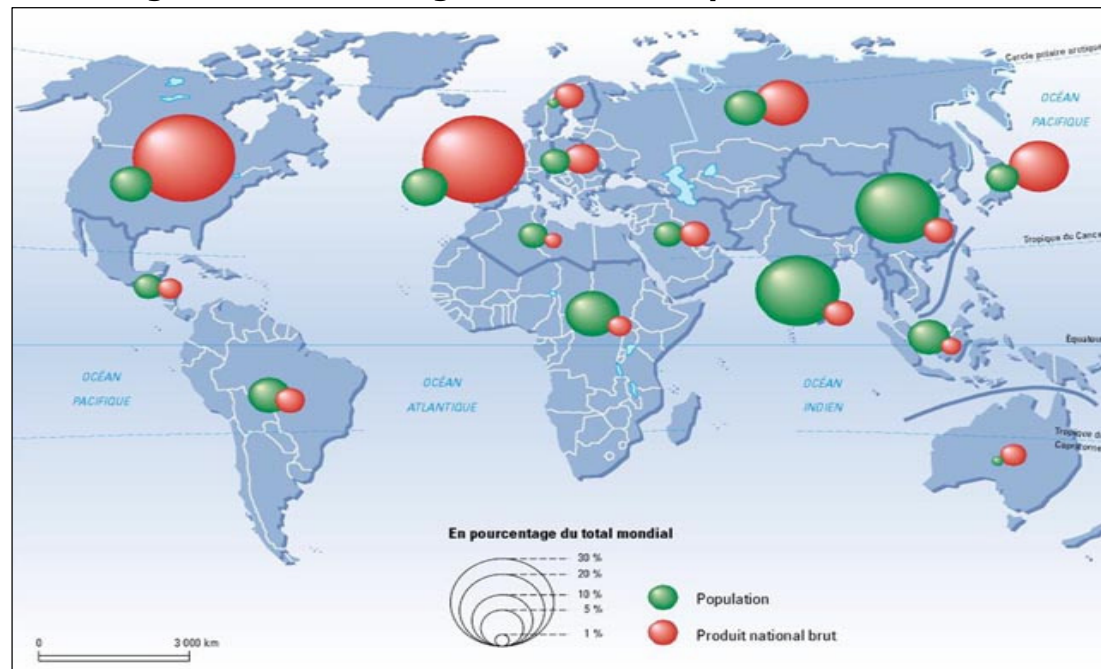 Cercle polaire arctique
OCÉAN
PACIFIQUE
Tropique du Cancer
Équateur
OCÉAN
PACIFIQUE
OCÉAN
ATLANTIQUE
OCÉAN
INDIEN
Tropique du
Capricorne
En pourcentage du total mondial
30 %
20 %
10 %
5 %
1 %
Population
Produit national brut
0
3 000 km